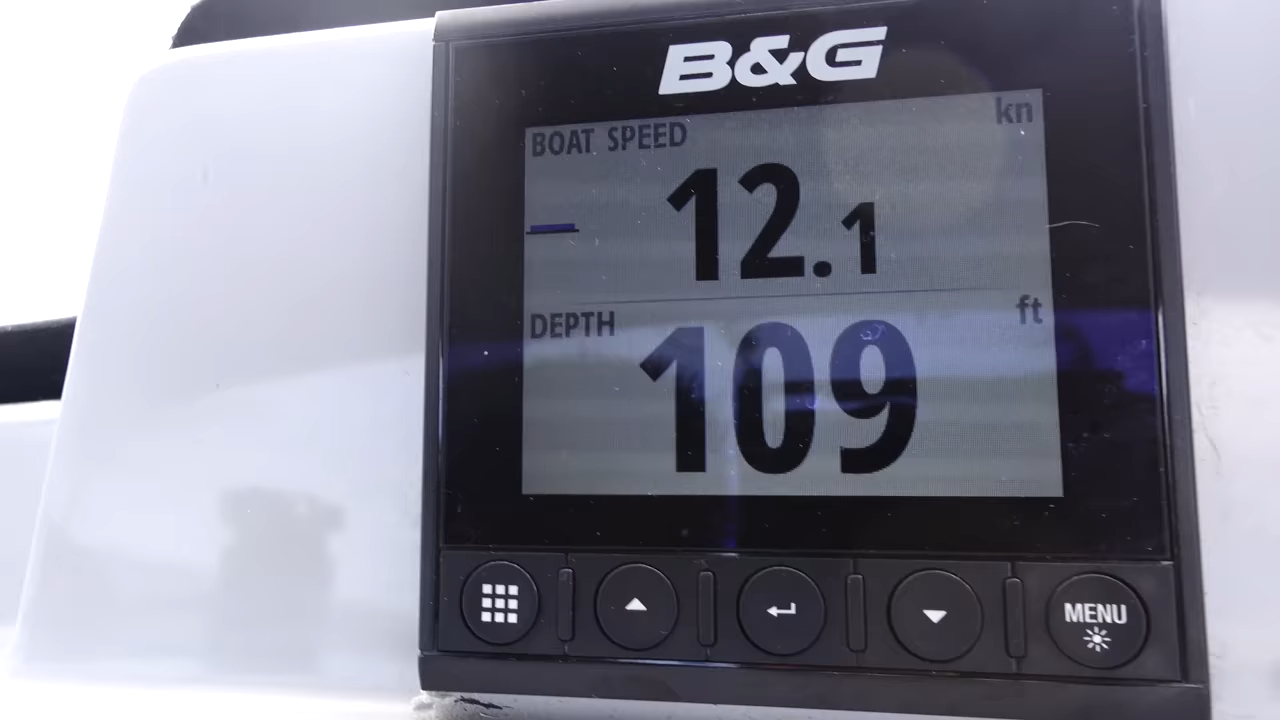 B&G
BOAT SPEED
kn
12.1
DEPTH
ft
109
MENU